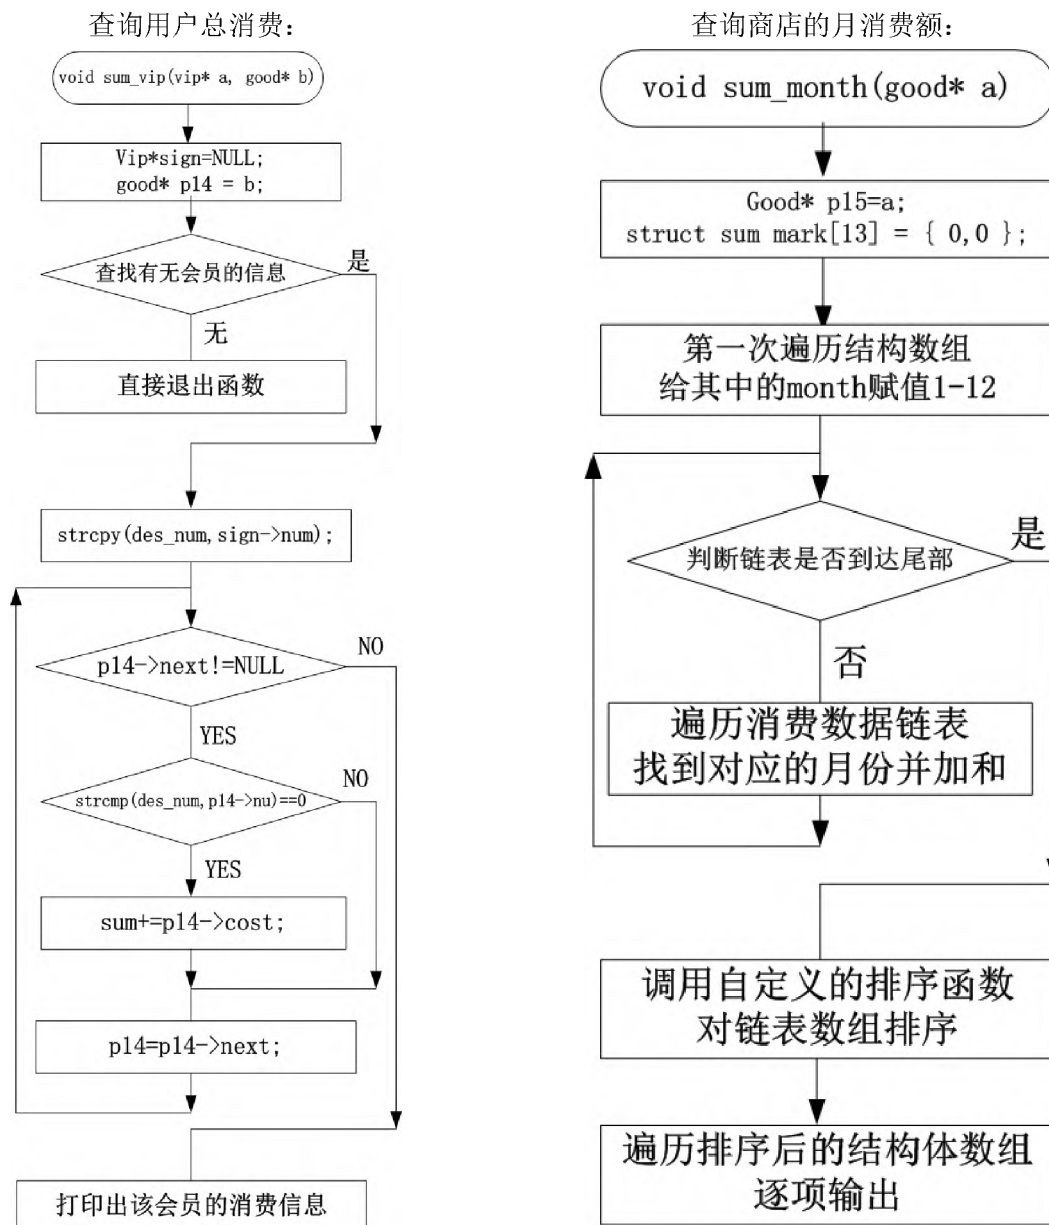 查询用户总消费：
void sum_vip(vip* a, good* b)
Vip*sign=NULL;
good* p14 = b;
查找有无会员的信息
是
无
直接退出函数
strcpy(des_num,sign->num);
p14->next!=NULL
NO
YES
strcmp(des_num,p14->nu)==0
NO
YES
sum+=p14->cost;
p14=p14->next;
打印出该会员的消费信息
查询商店的月消费额：
void sum_month(good* a)
Good* p15=a;
struct sum mark[13] = { 0,0 };
第一次遍历结构数组
给其中的month赋值1-12
判断链表是否到达尾部
是
否
遍历消费数据链表
找到对应的月份并加和
调用自定义的排序函数
对链表数组排序
遍历排序后的结构体数组
逐项输出